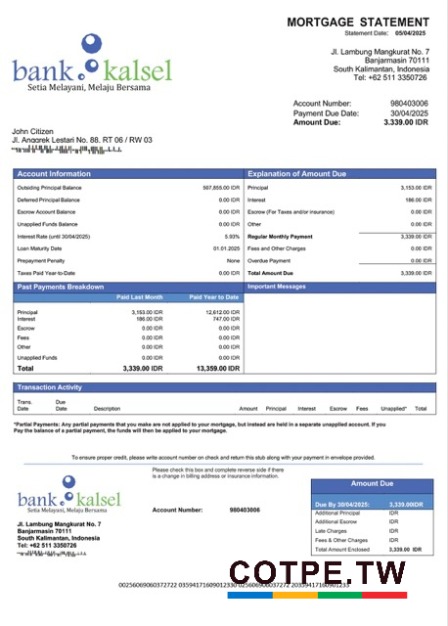 MORTGAGE STATEMENT
Statement Date: 05/04/2025
bank kalsel
Setia Melayani, Melaju Bersama
Jl. Lambung Mangkurat No. 7
Banjarmasin 70111
South Kalimantan, Indonesia
Tel: +62 511 3350726
Account Number: 980403006
Payment Due Date: 30/04/2025
Amount Due: 3.339.00 IDR
John Citizen
Jl. Anggrek Lestari No. 88, RT 06 / RW 03
Account Information
Outsiding Principal Balance 567,855.00 IDR
Deferred Principal Balance 0.00 IDR
Escrow Account Balance 0.00 IDR
Unapplied Funds Balance 0.00 IDR
Interest Rate (until 30/04/2025) 5.90%
Loan Maturity Date 01.01.2025
Prepayment Penalty None
Taxes Paid Year-to-Date 0.00 IDR
Explanation of Amount Due
Principal 3,153.00 IDR
Interest 186.00 IDR
Escrow (For Taxes and/or insurance) 0.00 IDR
Other 0.00 IDR
Regular Monthly Payment 3,339.00 IDR
Fees and Other Charges 0.00 IDR
Overdue Payment 0.00 IDR
Total Amount Due 3,339.00 IDR
Past Payments Breakdown
Paid Last Month Paid Year to Date
Principal 3,153.00 IDR 12,612.00 IDR
Interest 186.00 IDR 747.00 IDR
Escrow 0.00 IDR 0.00 IDR
Fees 0.00 IDR 0.00 IDR
Other 0.00 IDR 0.00 IDR
Unapplied Funds 0.00 IDR 0.00 IDR
Total 3,339.00 IDR 13,359.00 IDR
Important Messages
Transaction Activity
Trans. Date Due Date Description Amount Principal Interest Escrow Fees Unapplied* Total
*Partial Payments: Any partial payments that you make are not applied to your mortgage, but instead are held in a separate unapplied account. If you
Pay the balance of a partial payment, the funds will then be applied to your mortgage.
To ensure proper credit, please write account number on check and return this stub along with your payment in envelope provided.
Please check this box and complete reverse side if there
is a change in billing address or insurance information.
bank kalsel
Setia Melayani, Melaju Bersama
Account Number: 980403006
Jl. Lambung Mangkurat No. 7
Banjarmasin 70111
South Kalimantan, Indonesia
Tel: +62 511 3350726
Amount Due
Due By 30/04/2025: 3,339.00IDR
Additional Principal IDR
Additional Escrow IDR
Late Charges IDR
Fees & Other Charges IDR
Total Amount Enclosed 3,339.00 IDR
COTPE.TW